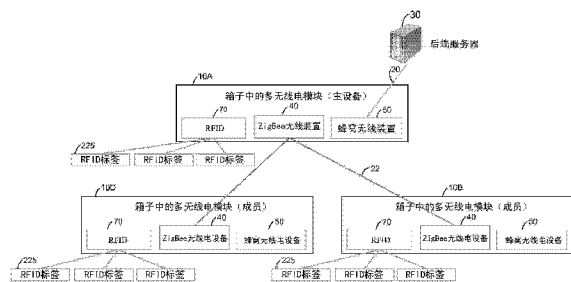 30
后线服务器
20
10A
箱子中的多无线电模块（主设备）
70
40
50
RFID
ZigBee无线装置
蜂窝无线装置
225
RFID标签 RFID标签 RFID标签
22
10B
箱子中的多无线电模块（成员）
箱子中的多无线电模块（成员）
70
40
70
40
RFID
ZigBee无线电设备
蜂窝无线电设备
ZigBee无线电设备
蜂窝无线电设备
225
225
RFID标签 RFID标签 RFID标签
RFID标签 RFID标签 RFID标签